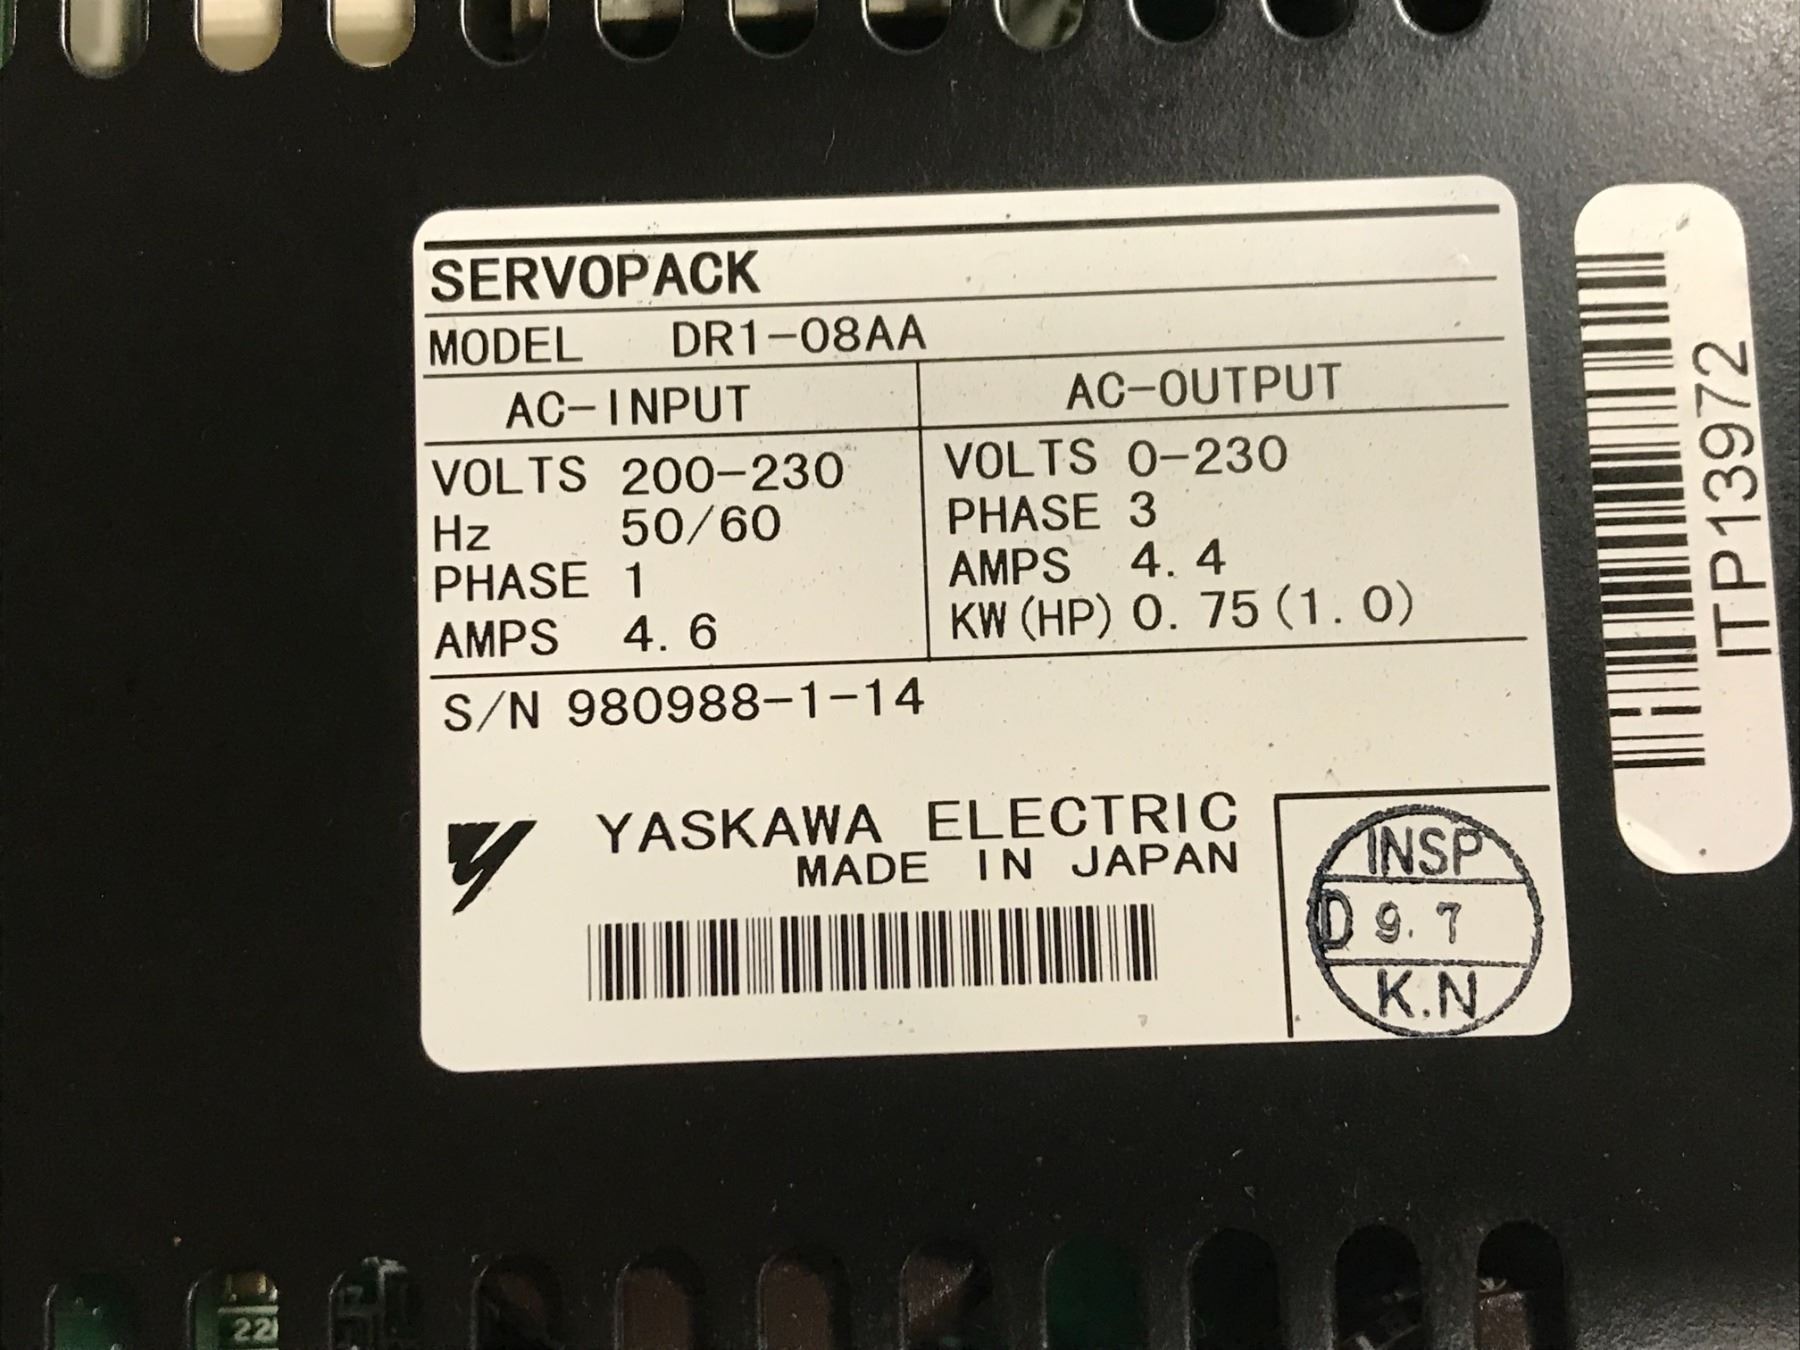 SERVOPACK
MODEL DR1-08AA
AC-INPUT AC-OUTPUT
VOLTS 200-230 VOLTS 0-230
Hz 50/60 PHASE 3
PHASE 1 AMPS 4.4
AMPS 4.6 KW(HP) 0.75(1.0)
S/N 980988-1-14
YASKAWA ELECTRIC
MADE IN JAPAN
INSP
D 9.7
K.N
ITP13972